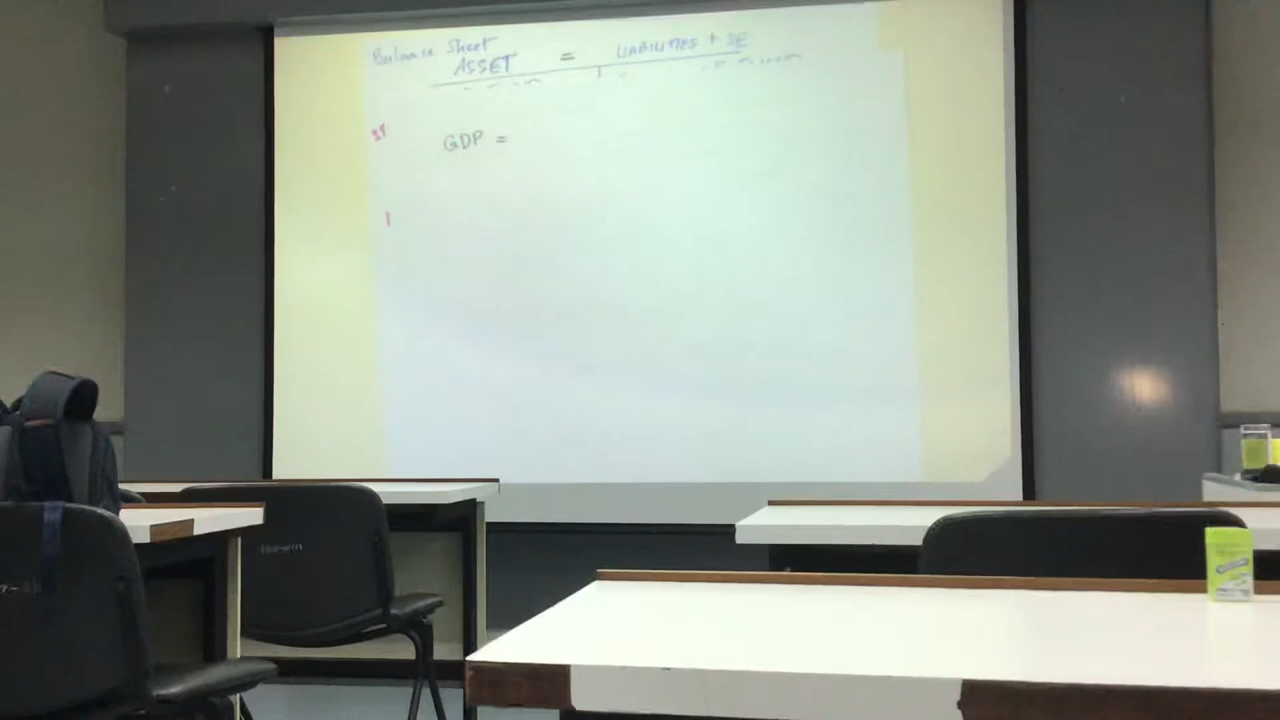 Balance Sheet
ASSET = LIABILITIES + SE
GDP =